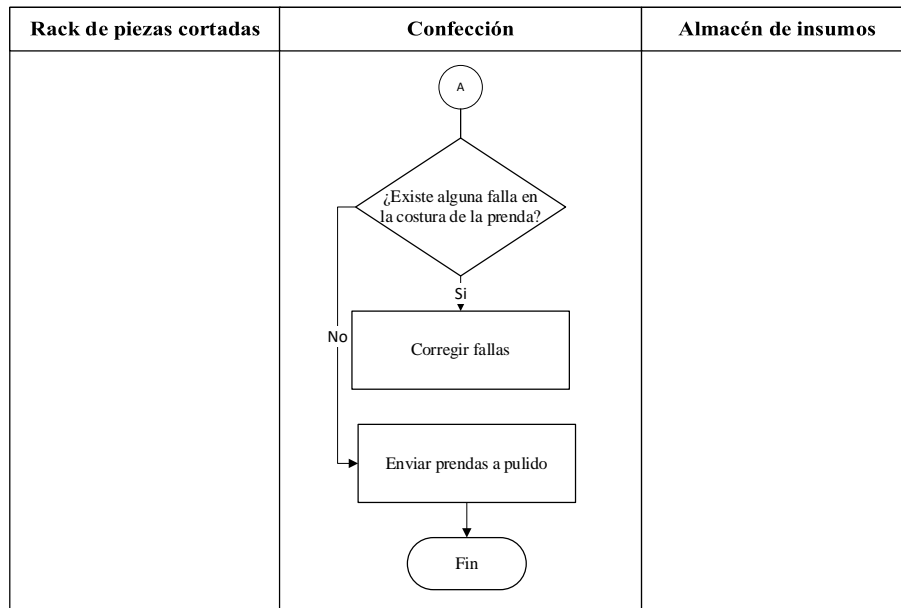 Rack de piezas cortadas
Confección
Almacén de insumos
A
¿Existe alguna falla en
la costura de la prenda?
Si
No
Corregir fallas
Enviar prendas a pulido
Fin